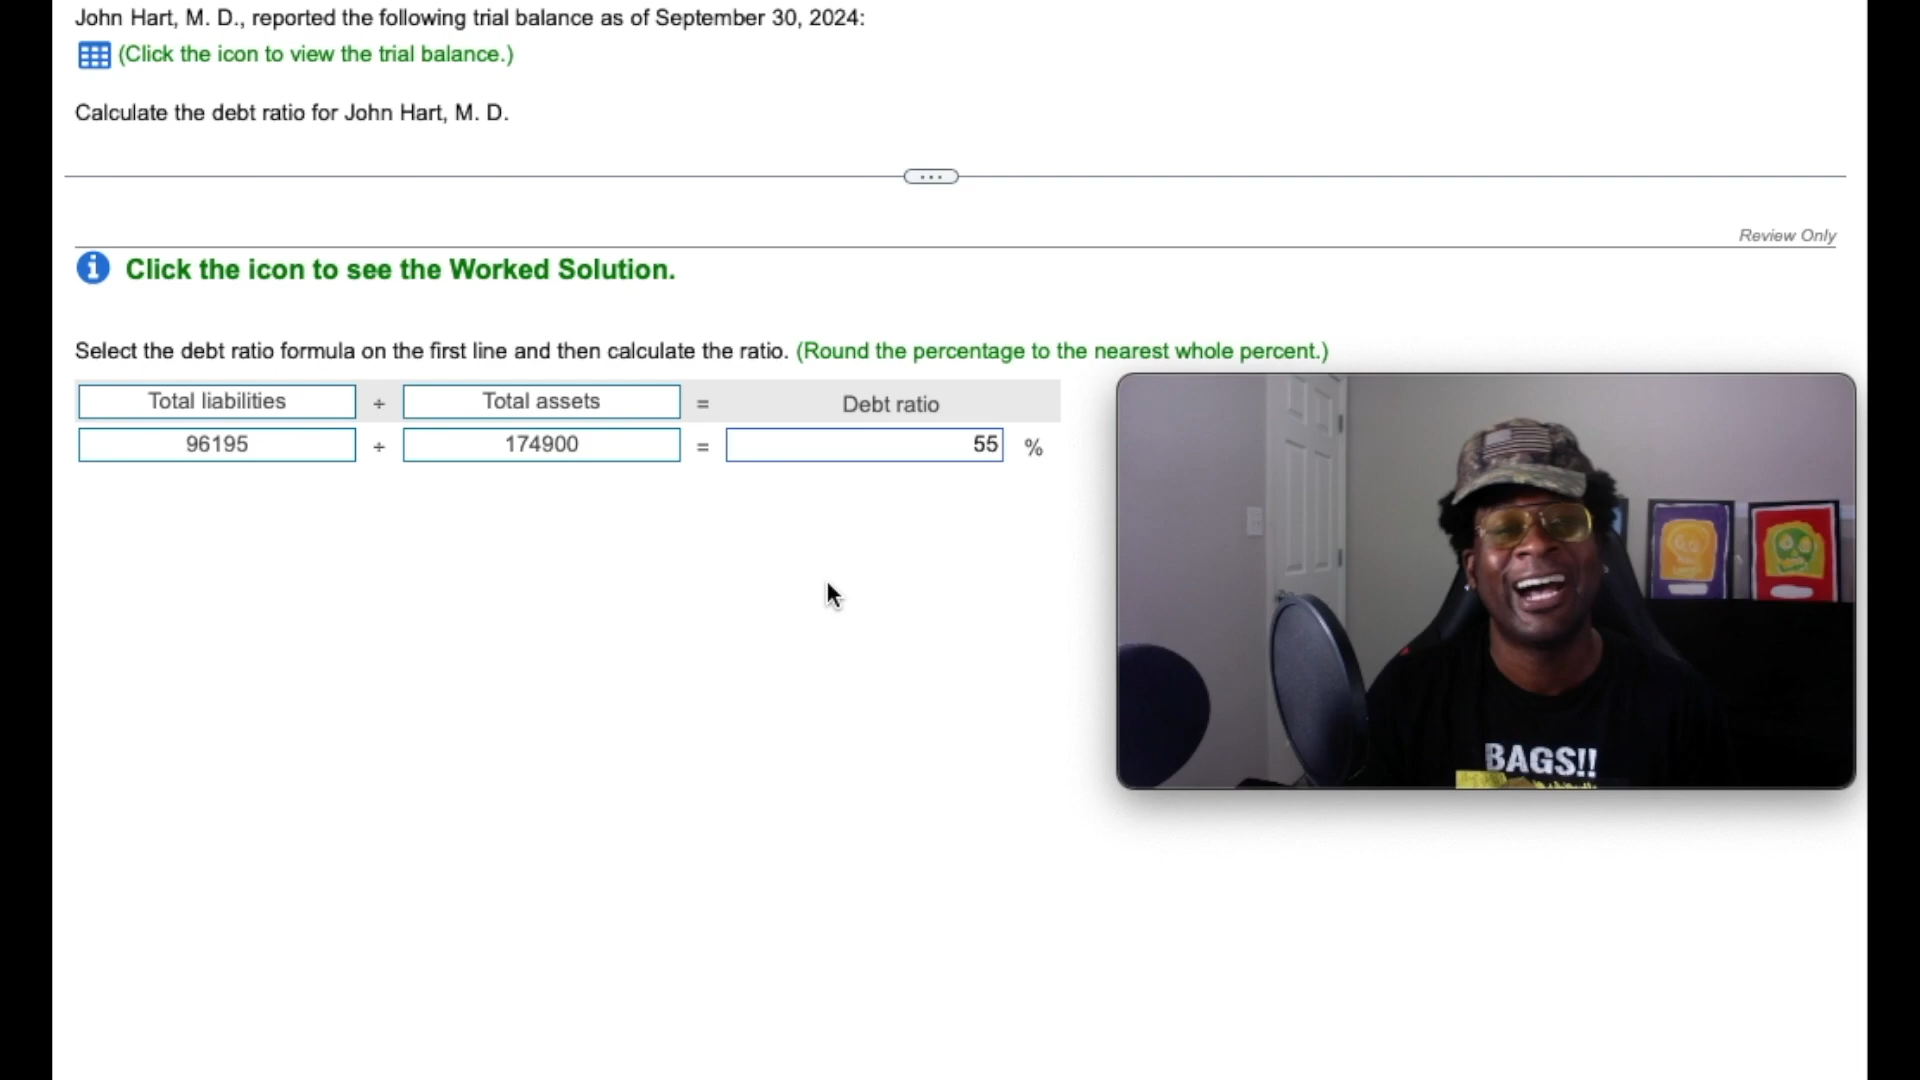 John Hart, M. D., reported the following trial balance as of September 30, 2024:
(Click the icon to view the trial balance.)
Calculate the debt ratio for John Hart, M. D.
Review Only
Click the icon to see the Worked Solution.
Select the debt ratio formula on the first line and then calculate the ratio. (Round the percentage to the nearest whole percent.)
Total liabilities ÷ Total assets = Debt ratio
96195 ÷ 174900 = 55 %
BAGS!!